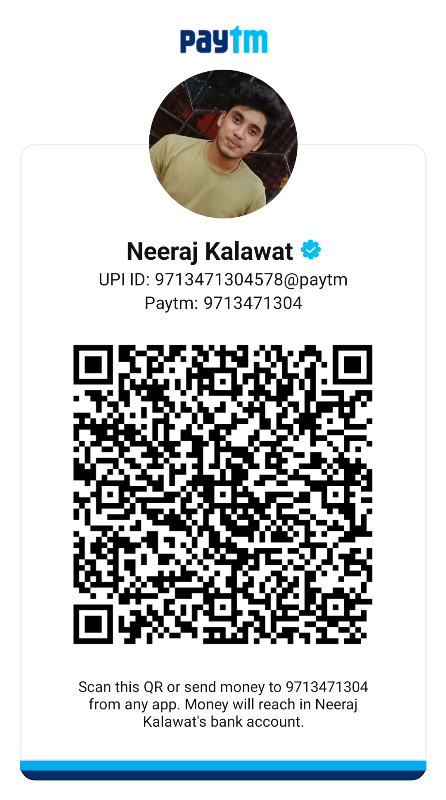 paytm
Neeraj Kalawat
UPI ID: 9713471304578@paytm
Paytm: 9713471304
Scan this QR or send money to 9713471304
from any app. Money will reach in Neeraj
Kalawat's bank account.